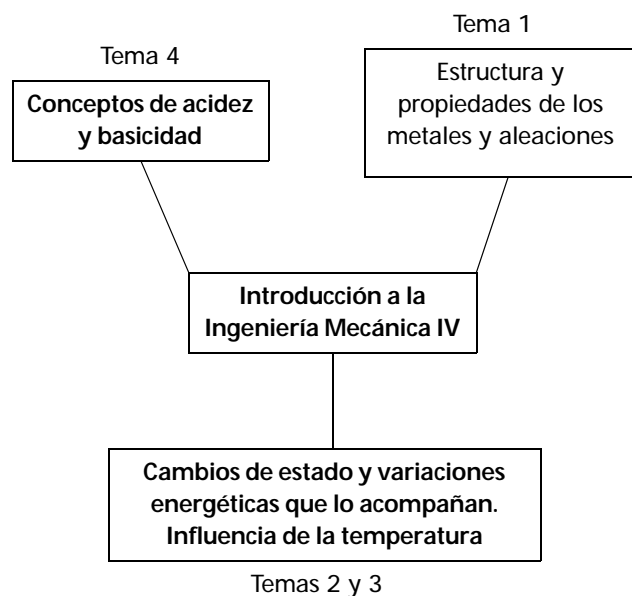 Tema 1
Estructura y
propiedades de los
metales y aleaciones
Tema 4
Conceptos de acidez
y basicidad
Introducción a la
Ingeniería Mecánica IV
Cambios de estado y variaciones
energéticas que lo acompañan.
Influencia de la temperatura
Temas 2 y 3